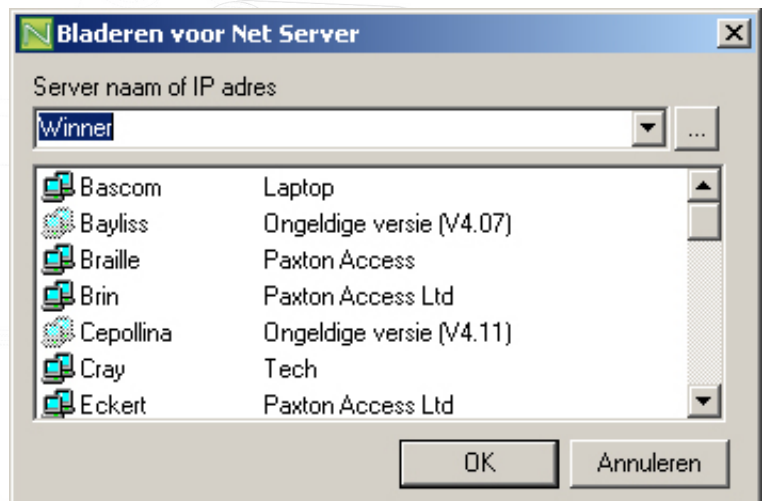 Bladeren voor Net Server
Server naam of IP adres
Winner ...
Bascom Laptop
Bayliss Ongeldige versie (V4.07)
Braille Paxton Access
Brin Paxton Access Ltd
Cepollina Ongeldige versie (V4.11)
Cray Tech
Eckert Paxton Access Ltd
OK Annuleren